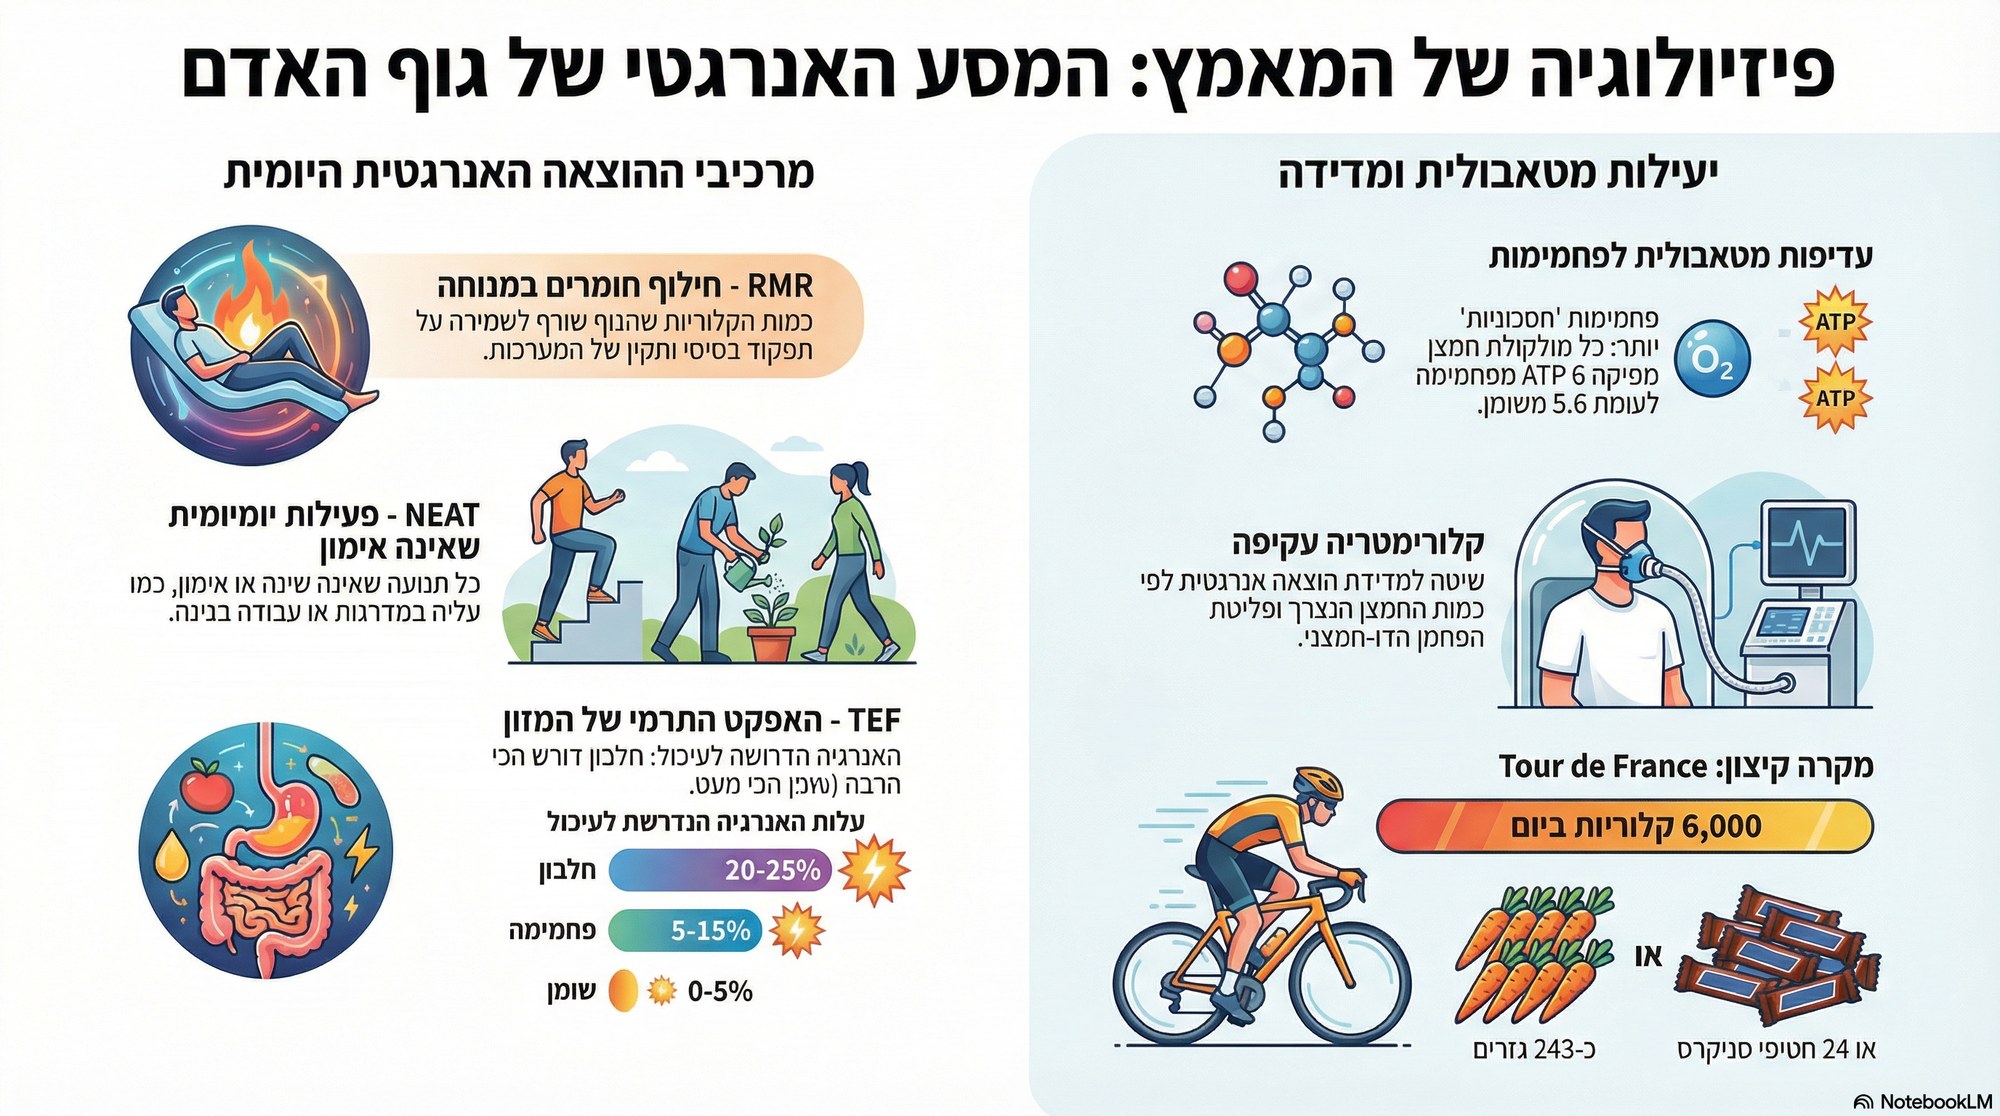 פיזיולוגיה של המאמץ: המסע האנרגטי של גוף האדם
יעילות מטאבולית ומדידה
עדיפות מטאבולית לפחמימות
פחמימות 'חסכוניות'
יותר: כל מולקולת חמצן
מפיקה 6 ATP מפחמימה
לעומת 5.6 משומן.
O₂
ATP
ATP
קלורימטריה עקיפה
שיטה למדידת הוצאה אנרגטית לפי
כמות החמצן הנצרך ופליטת
הפחמן הדו-חמצני.
מקרה קיצון: Tour de France
6,000 קלוריות ביום
או
או 24 חטיפי סניקרס
כ-243 גזרים
מרכיבי ההוצאה האנרגטית היומית
RMR - חילוף חומרים במנוחה
כמות הקלוריות שהגוף שורף לשמירה על
תפקוד בסיסי ותקין של המערכות.
NEAT - פעילות יומיומית
שאינה אימון
כל תנועה שאינה שינה או אימון, כמו
עליה במדרגות או עבודה בגינה.
TEF - האפקט התרמי של המזון
האנרגיה הדרושה לעיכול: חלבון דורש הכי
הרבה הכי מעט.
עלות האנרגיה הנדרשת לעיכול
חלבון 20-25%
פחמימה 5-15%
שומן 0-5%
NotebookLM